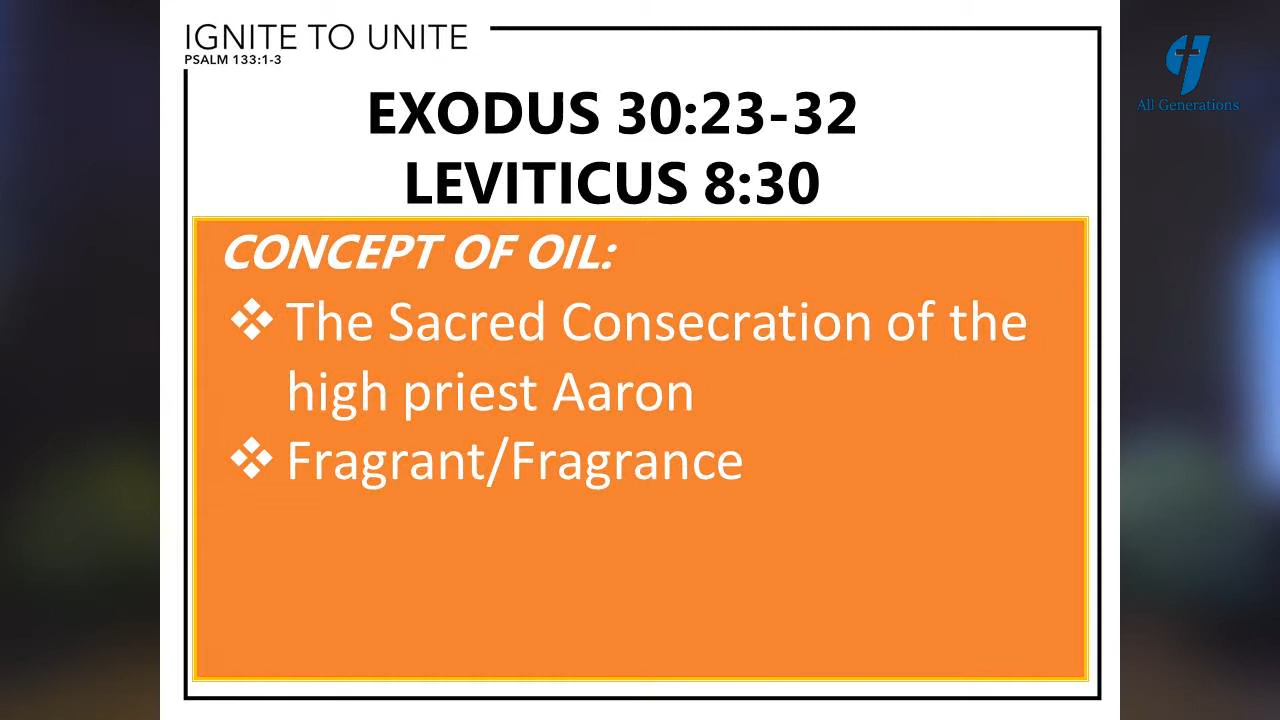 IGNITE TO UNITE
PSALM 133:1-3
EXODUS 30:23-32
LEVITICUS 8:30
CONCEPT OF OIL:
❖ The Sacred Consecration of the
high priest Aaron
❖ Fragrant/Fragrance
All Generations